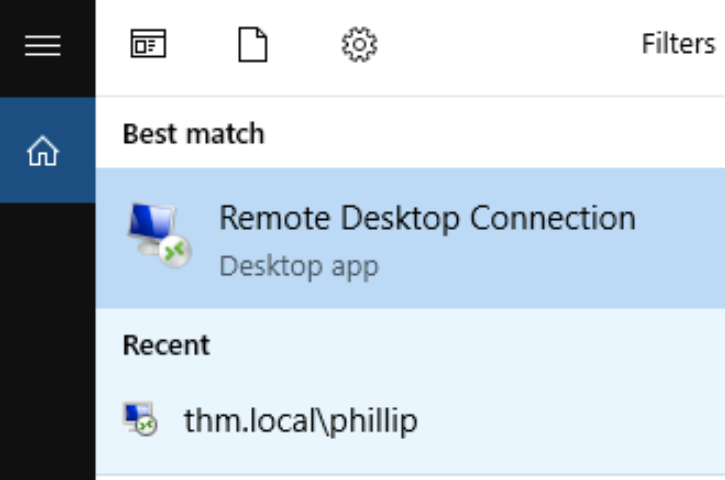 Filters
Best match
Remote Desktop Connection
Desktop app
Recent
thm.local\phillip